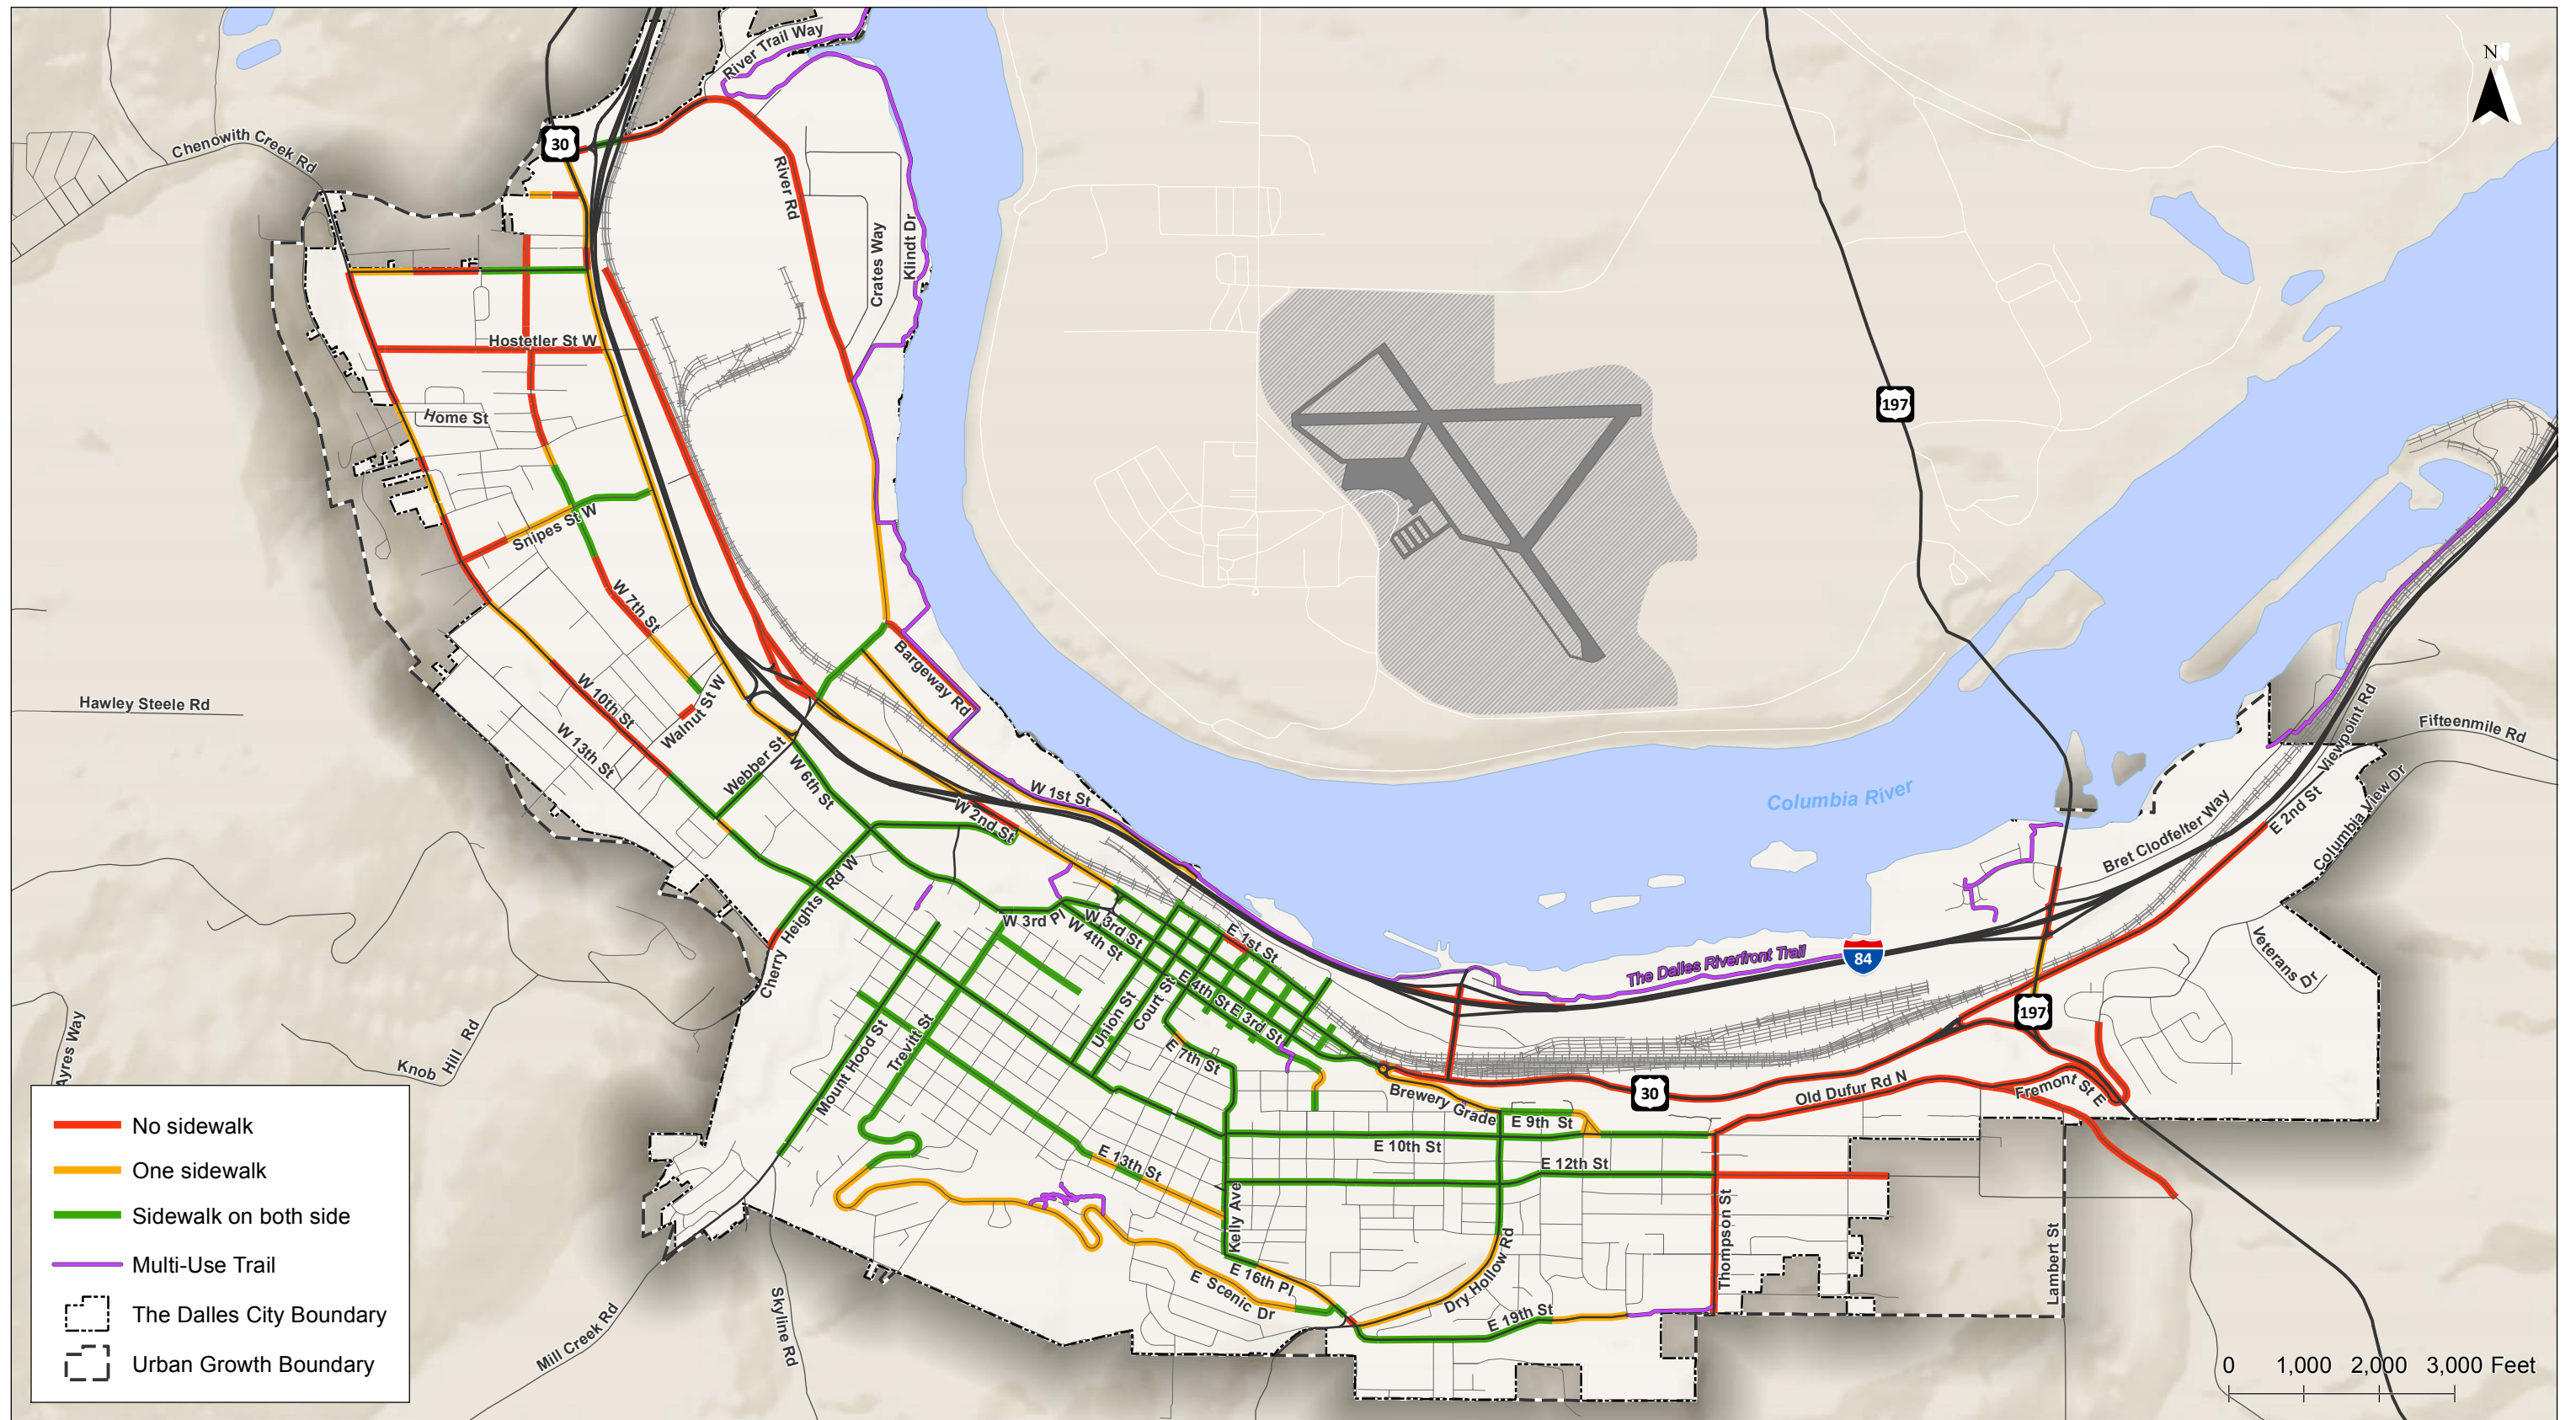 River Trail Way
N
30
Chenowith Creek Rd
River Rd
Crates Way
Klindt Dr
Hostetler St W
Home St
197
Snipes St W
W 7th St
Bargeway Rd
Hawley Steele Rd
W 10th St
Walnut St W
W 13th St
Webber St
W 6th St
W 1st St
W 2nd St
Columbia River
Viewpoint Rd
Fifteenmile Rd
E 2nd St
Columbia View Dr
Bret Clodfelter Way
Cherry Heights Rd W
W 3rd Pl
W 3rd St
W 4th St
E 1st St
The Dalles Riverfront Trail
84
Veterans Dr
E 4th St
E 3rd St
Union St
Court St
E 7th St
197
Ayres Way
Knob Hill Rd
Mount Hood St
Trevitt St
Brewery Grade
30
Old Dufur Rd N
Fremont St E
E 9th St
E 10th St
E 12th St
E 13th St
Kelly Ave
Thompson St
Lambert St
E 16th Pl
E Scenic Dr
Dry Hollow Rd
E 19th St
Mill Creek Rd
Skyline Rd
No sidewalk
One sidewalk
Sidewalk on both side
Multi-Use Trail
The Dalles City Boundary
Urban Growth Boundary
0 1,000 2,000 3,000 Feet